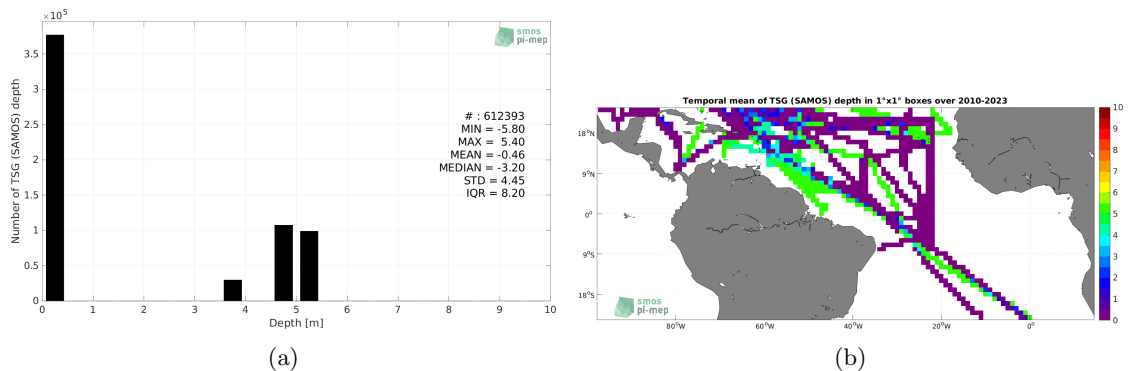 ×10⁵
smos
pi-mep
3.5
3
2.5
2
1.5
1
0.5
0
Number of TSG (SAMOS) depth
# : 612393
MIN = -5.80
MAX = 5.40
MEAN = -0.46
MEDIAN = -3.20
STD = 4.45
IQR = 8.20
0 1 2 3 4 5 6 7 8 9 10
Depth [m]
(a)
Temporal mean of TSG (SAMOS) depth in 1°x1° boxes over 2010-2023
18°N
9°N
0°
9°S
18°S
smos
pi-mep
80°W 60°W 40°W 20°W 0°
10
9
8
7
6
5
4
3
2
1
0
(b)